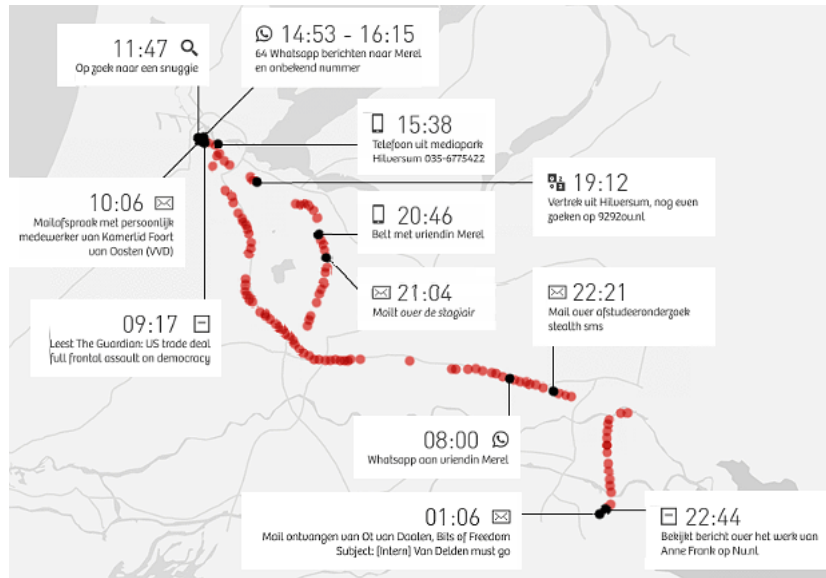 11:47
Op zoek naar een snuggie
14:53 - 16:15
64 Whatsapp berichten naar Merel
en onbekend nummer
15:38
Telefoon uit mediapark
Hilversum 035-6775422
10:06
Mailafspraak met persoonlijk
medewerker van Kamerlid Foort
van Oosten (VVD)
19:12
Vertrek uit Hilversum, nog even
zoeken op 9292ov.nl
20:46
Belt met vriendin Merel
21:04
Mailt over de stagiair
22:21
Mail over afstudeeronderzoek
stealth sms
09:17
Leest The Guardian: US trade deal
full frontal assault on democracy
08:00
Whatsapp aan vriendin Merel
01:06
Mail ontvangen van Ot van Daalen, Bits of Freedom
Subject: [Intern] Van Delden must go
22:44
Bekijkt bericht over het werk van
Anne Frank op Nu.nl